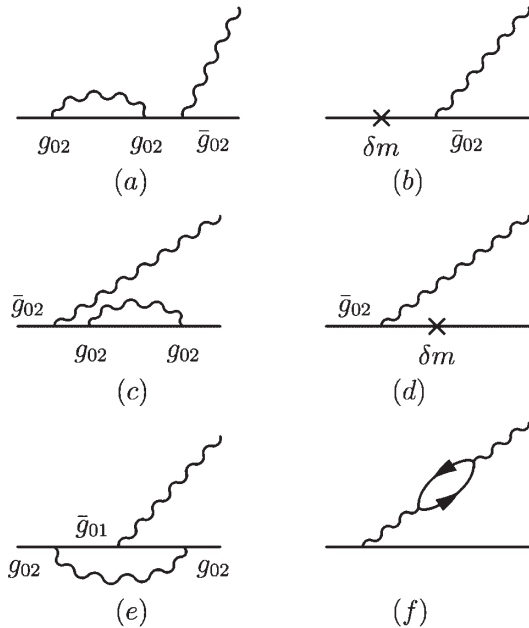 g₀₂ g₀₂ ḡ₀₂
(a)
δm ḡ₀₂
(b)
ḡ₀₂ g₀₂ g₀₂
(c)
ḡ₀₂ δm
(d)
g₀₂ ḡ₀₁ g₀₂
(e)
(f)